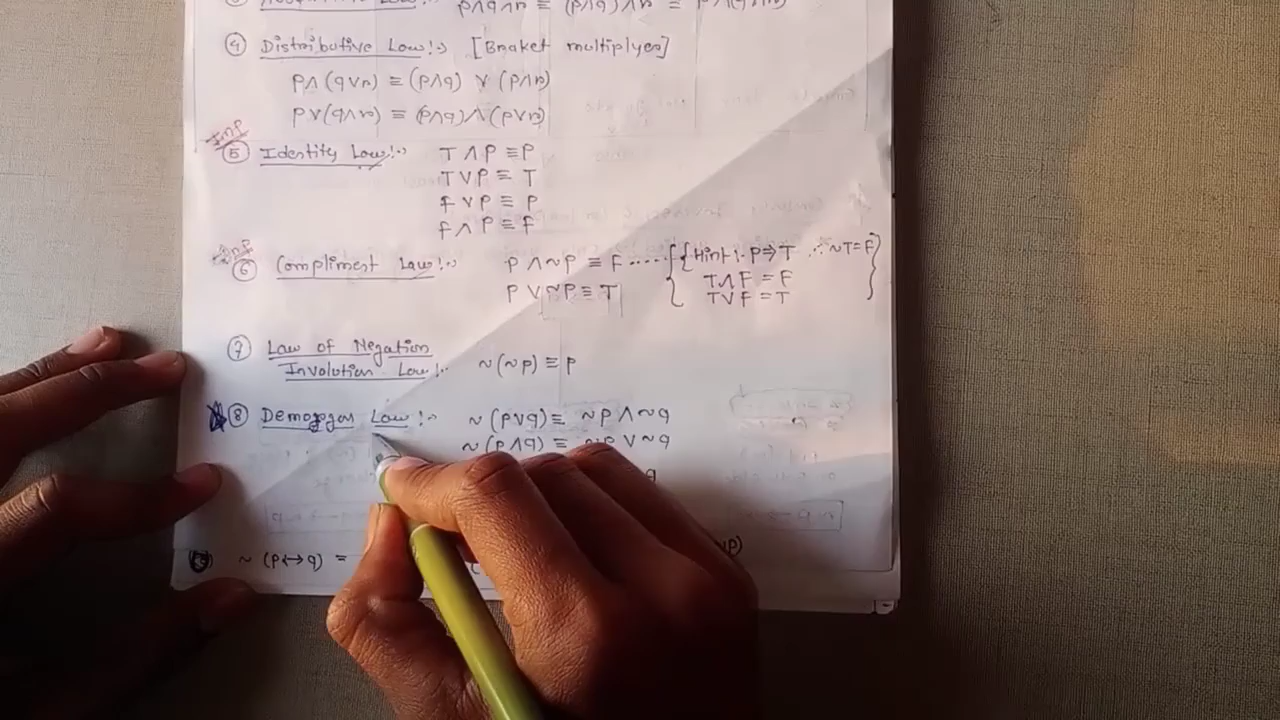 p∧q∧r ≡ (p∧q)∧r ≡
④ Distributive Law:→ [Braket multiplyes]
p∧(q∨r) ≡ (p∧q) ∨ (p∧r)
p∨(q∧r) ≡ (p∧q)∧(p∨r)
Imp
⑤ Identity Law:→ T ∧ P ≡ P
T ∨ P ≡ T
F ∨ P ≡ P
F ∧ P ≡ F
Imp
⑥ Compliment Law:→ P ∧ ~P ≡ F ..... {{Hint:. P⇒T ∴ ~T=F}
P ∨ ~P ≡ T { T∧F = F
T∨F = T
⑦ Law of Negation
Involution Law:. ~(~p) ≡ p
⑧ Demorgan Law:→ ~(p∨q) ≡ ~p ∧ ~q
~(p∧q) ≡ ~p ∨ ~q
q
~(p↔q) =